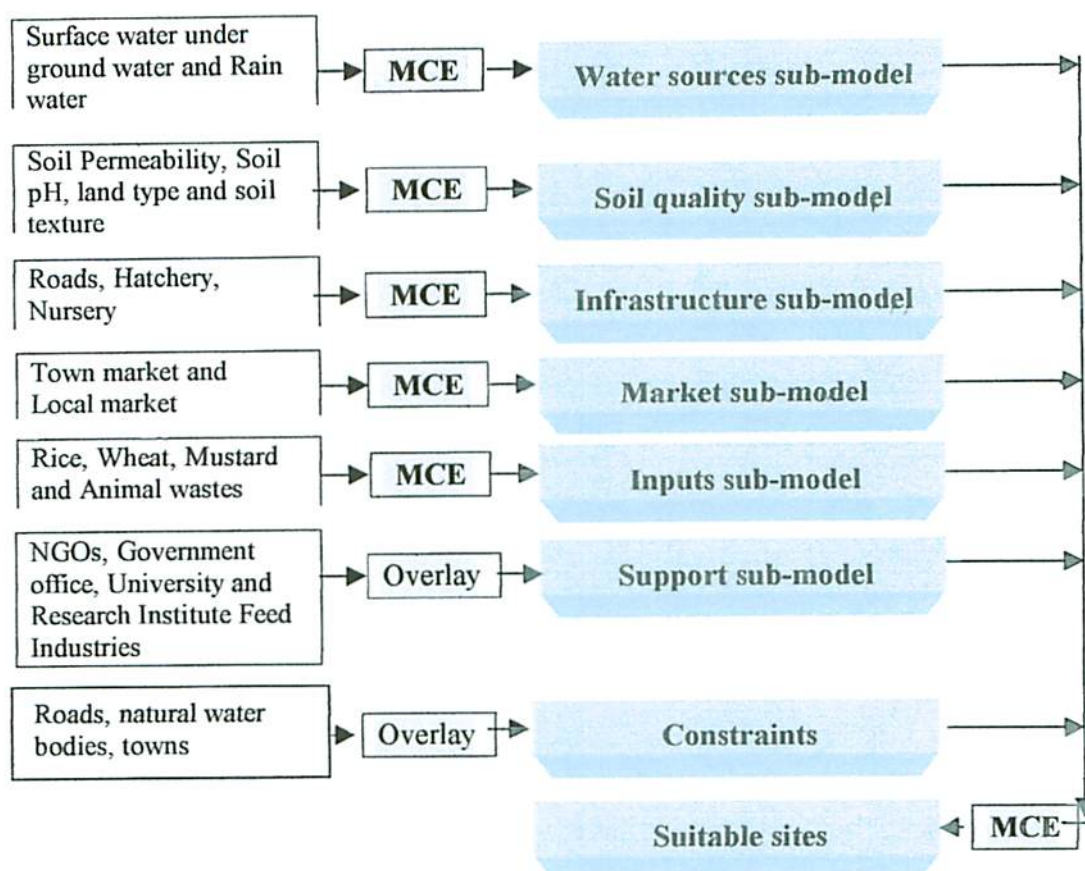 Surface water under
ground water and Rain
water
MCE
Water sources sub-model
Soil Permeability, Soil
pH, land type and soil
texture
MCE
Soil quality sub-model
Roads, Hatchery,
Nursery
MCE
Infrastructure sub-model
Town market and
Local market
MCE
Market sub-model
Rice, Wheat, Mustard
and Animal wastes
MCE
Inputs sub-model
NGOs, Government
office, University and
Research Institute Feed
Industries
Overlay
Support sub-model
Roads, natural water
bodies, towns
Overlay
Constraints
Suitable sites
MCE